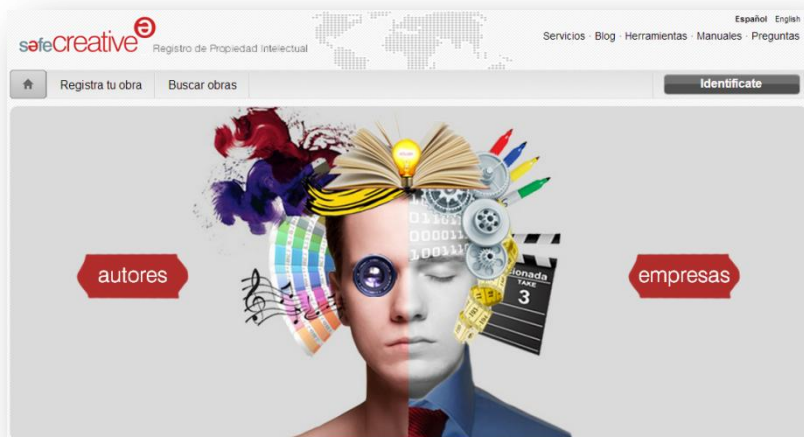 Español English
safecreative
Registro de Propiedad Intelectual
Servicios · Blog · Herramientas · Manuales · Preguntas
Registra tu obra
Buscar obras
Identifícate
autores
empresas
ionada
TAKE
3